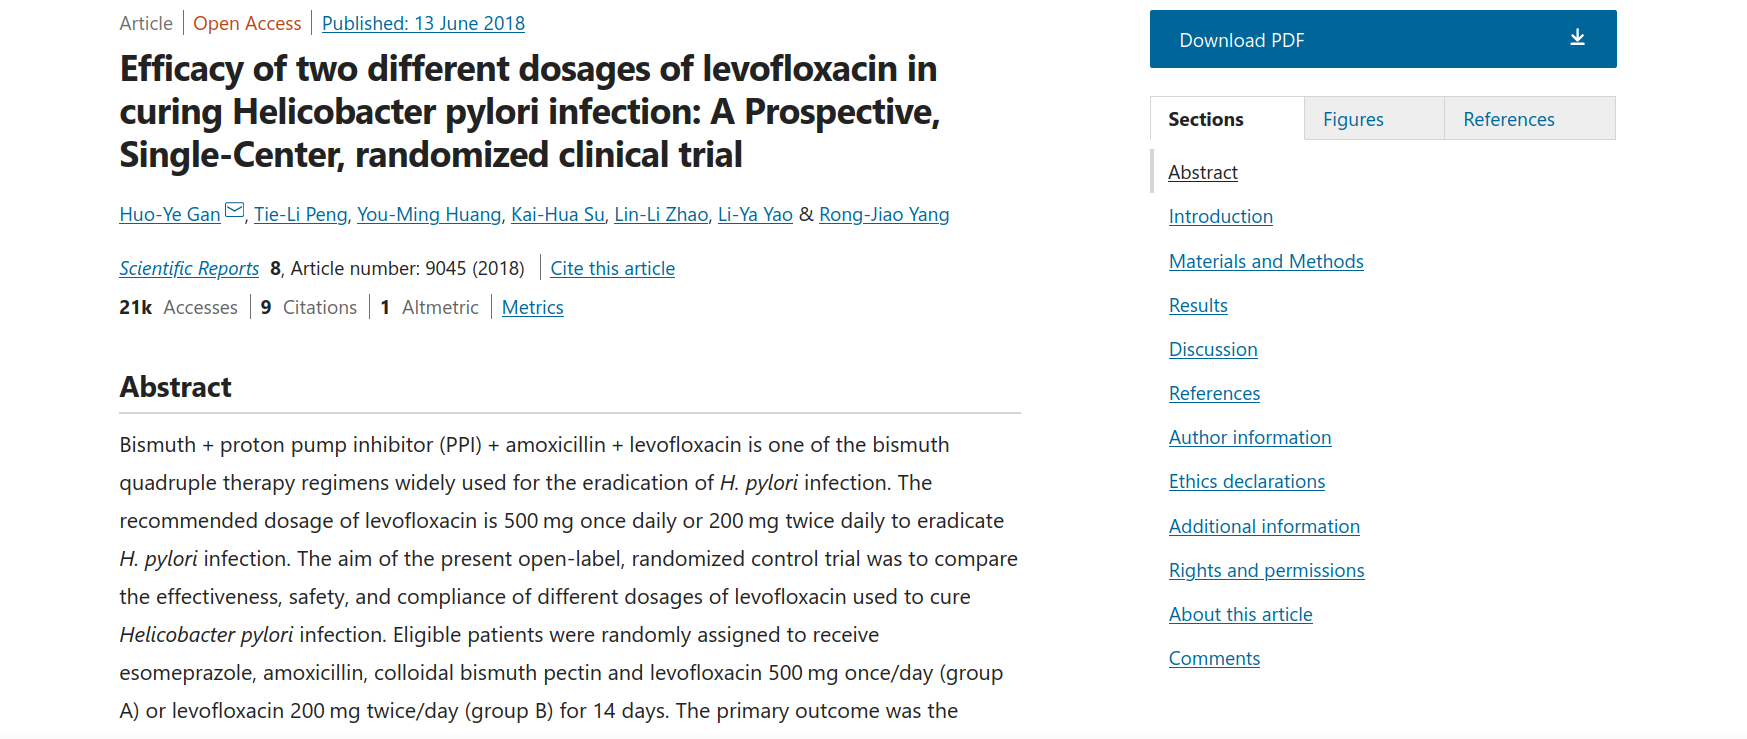 Article | Open Access | Published: 13 June 2018
Efficacy of two different dosages of levofloxacin in
curing Helicobacter pylori infection: A Prospective,
Single-Center, randomized clinical trial
Huo-Ye Gan, Tie-Li Peng, You-Ming Huang, Kai-Hua Su, Lin-Li Zhao, Li-Ya Yao & Rong-Jiao Yang
Scientific Reports 8, Article number: 9045 (2018) | Cite this article
21k Accesses | 9 Citations | 1 Altmetric | Metrics
Abstract
Bismuth + proton pump inhibitor (PPI) + amoxicillin + levofloxacin is one of the bismuth
quadruple therapy regimens widely used for the eradication of H. pylori infection. The
recommended dosage of levofloxacin is 500 mg once daily or 200 mg twice daily to eradicate
H. pylori infection. The aim of the present open-label, randomized control trial was to compare
the effectiveness, safety, and compliance of different dosages of levofloxacin used to cure
Helicobacter pylori infection. Eligible patients were randomly assigned to receive
esomeprazole, amoxicillin, colloidal bismuth pectin and levofloxacin 500 mg once/day (group
A) or levofloxacin 200 mg twice/day (group B) for 14 days. The primary outcome was the
Download PDF
Sections
Figures
References
Abstract
Introduction
Materials and Methods
Results
Discussion
References
Author information
Ethics declarations
Additional information
Rights and permissions
About this article
Comments